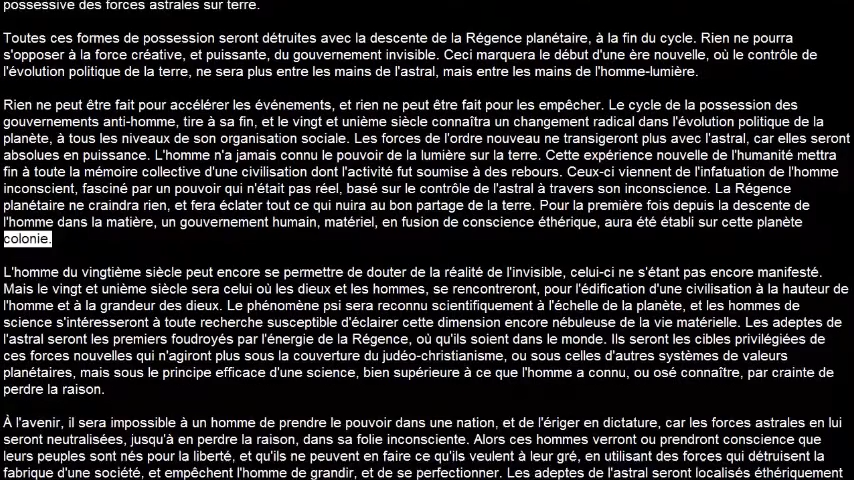 possessive des forces astrales sur terre.
Toutes ces formes de possession seront détruites avec la descente de la Régence planétaire, à la fin du cycle. Rien ne pourra
s'opposer à la force créative, et puissante, du gouvernement invisible. Ceci marquera le début d'une ère nouvelle, où le contrôle de
l'évolution politique de la terre, ne sera plus entre les mains de l'astral, mais entre les mains de l'homme-lumière.
Rien ne peut être fait pour accélérer les événements, et rien ne peut être fait pour les empêcher. Le cycle de la possession des
gouvernements anti-homme, tire à sa fin, et le vingt et unième siècle connaîtra un changement radical dans l'évolution politique de la
planète, à tous les niveaux de son organisation sociale. Les forces de l'ordre nouveau ne transigeront plus avec l'astral, car elles seront
absolues en puissance. L'homme n'a jamais connu le pouvoir de la lumière sur la terre. Cette expérience nouvelle de l'humanité mettra
fin à toute la mémoire collective d'une civilisation dont l'activité fut soumise à des rebours. Ceux-ci viennent de l'infatuation de l'homme
inconscient, fasciné par un pouvoir qui n'était pas réel, basé sur le contrôle de l'astral à travers son inconscience. La Régence
planétaire ne craindra rien, et fera éclater tout ce qui nuira au bon partage de la terre. Pour la première fois depuis la descente de
l'homme dans la matière, un gouvernement humain, matériel, en fusion de conscience éthérique, aura été établi sur cette planète
colonie.
L'homme du vingtième siècle peut encore se permettre de douter de la réalité de l'invisible, celui-ci ne s'étant pas encore manifesté.
Mais le vingt et unième siècle sera celui où les dieux et les hommes, se rencontreront, pour l'édification d'une civilisation à la hauteur de
l'homme et à la grandeur des dieux. Le phénomène psi sera reconnu scientifiquement à l'échelle de la planète, et les hommes de
science s'intéresseront à toute recherche susceptible d'éclairer cette dimension encore nébuleuse de la vie matérielle. Les adeptes de
l'astral seront les premiers foudroyés par l'énergie de la Régence, où qu'ils soient dans le monde. Ils seront les cibles privilégiées de
ces forces nouvelles qui n'agiront plus sous la couverture du judéo-christianisme, ou sous celles d'autres systèmes de valeurs
planétaires, mais sous le principe efficace d'une science, bien supérieure à ce que l'homme a connu, ou osé connaître, par crainte de
perdre la raison.
À l'avenir, il sera impossible à un homme de prendre le pouvoir dans une nation, et de l'ériger en dictature, car les forces astrales en lui
seront neutralisées, jusqu'à en perdre la raison, dans sa folie inconsciente. Alors ces hommes verront ou prendront conscience que
leurs peuples sont nés pour la liberté, et qu'ils ne peuvent en faire ce qu'ils veulent à leur gré, en utilisant des forces qui détruisent la
fabrique d'une société, et empêchent l'homme de grandir, et de se perfectionner. Les adeptes de l'astral seront localisés éthériquement